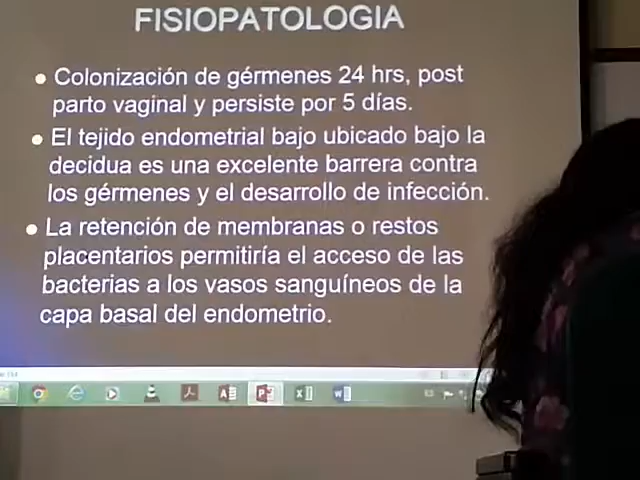 FISIOPATOLOGIA
Colonización de gérmenes 24 hrs, post
parto vaginal y persiste por 5 días.
El tejido endometrial bajo ubicado bajo la
decidua es una excelente barrera contra
los gérmenes y el desarrollo de infección.
La retención de membranas o restos
placentarios permitiría el acceso de las
bacterias a los vasos sanguíneos de la
capa basal del endometrio.